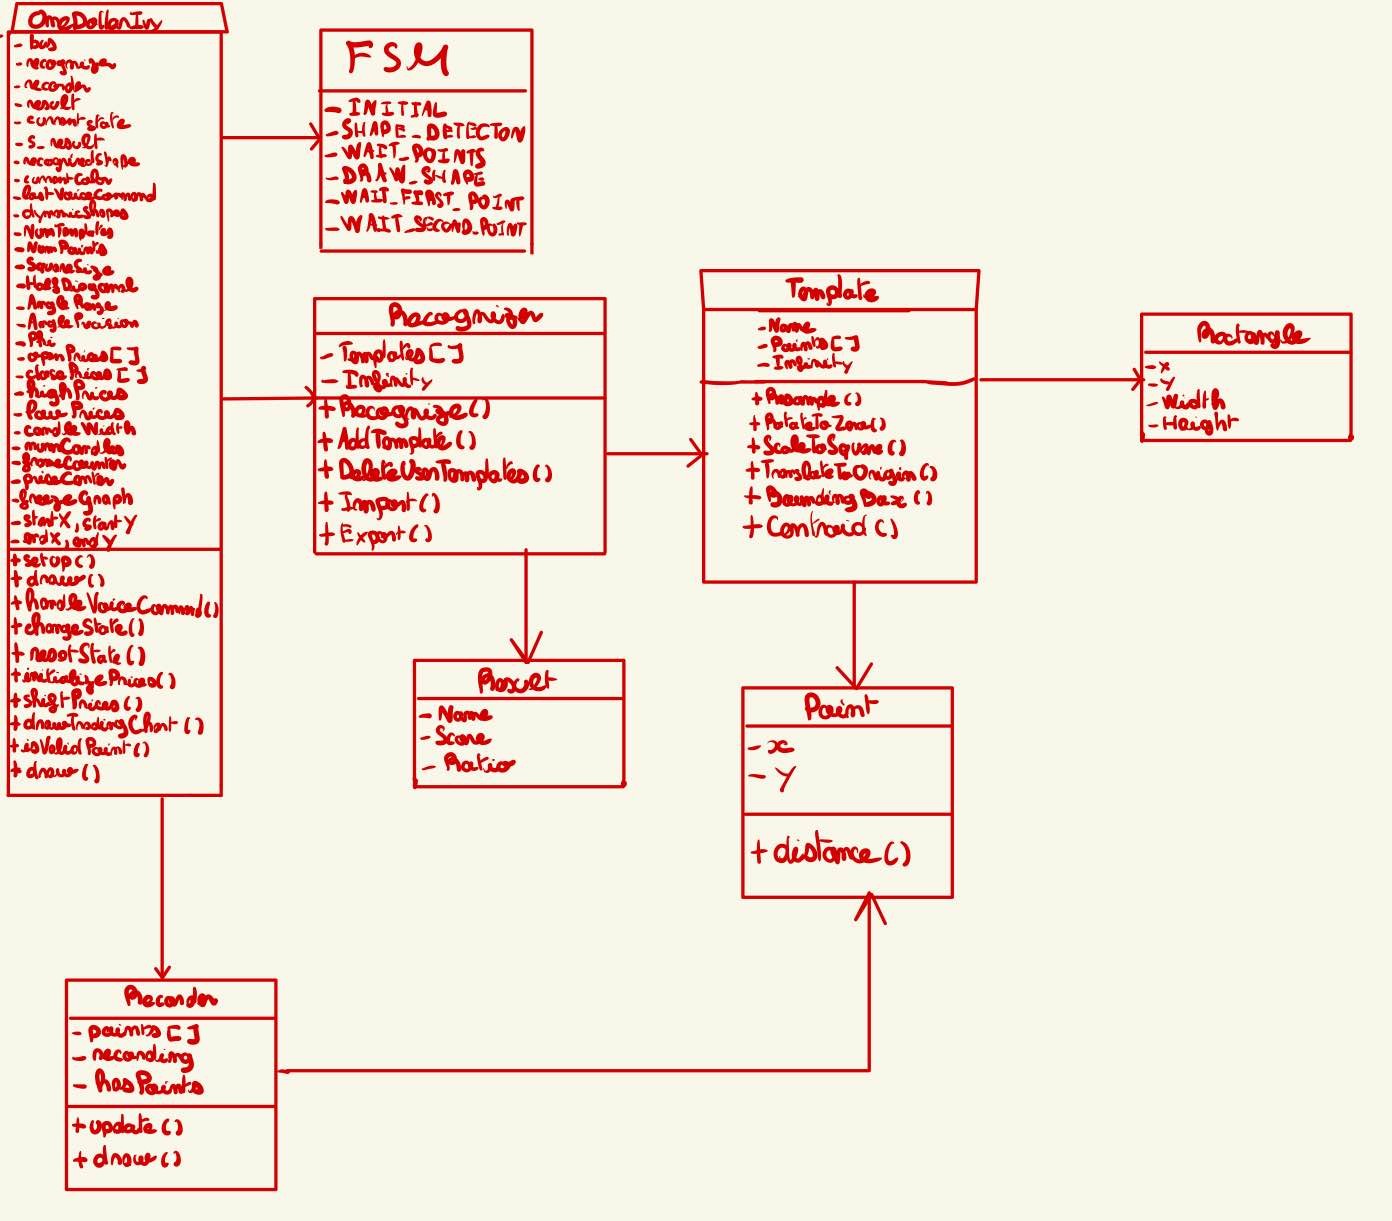 OneDollarIvy
- bus
- recognizer
- recorder
- result
- currentstate
- s_result
- recognizedShape
- currentColor
- lastVoiceCommand
- dynamicShapes
- NumTemplates
- NumPoints
- SquareSize
- HalfDiagonal
- AngleRange
- AnglePrecision
- Phi
- openPrices[]
- closePrices[]
- highPrices
- lowPrices
- candleWidth
- numCandles
- frameCounter
- priceCenter
- freezeGraph
- startX, startY
- endX, endY
+ setup()
+ draw()
+ handleVoiceCommand()
+ changeState()
+ resetState()
+ initializePrices()
+ shiftPrices()
+ drawTradingChart()
+ isValidPoint()
+ draw()
FSM
- INITIAL
- SHAPE_DETECTON
- WAIT_POINTS
- DRAW_SHAPE
- WAIT_FIRST_POINT
- WAIT_SECOND_POINT
Recognizer
- Templates[]
- Infinity
+ Recognize()
+ AddTemplate()
+ DeleteUserTemplates()
+ Import()
+ Export()
Template
- Name
- Points[]
- Infinity
+ Resample()
+ RotateToZero()
+ ScaleToSquare()
+ TranslateToOrigin()
+ BoundingBox()
+ Centroid()
Rectangle
- x
- Y
- Width
- Height
Result
- Name
- Score
- Ratio
Point
- x
- Y
+ distance()
Recorder
- points[]
- recording
- hasPoints
+ update()
+ draw()